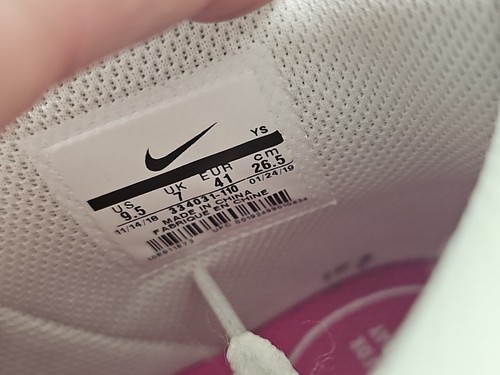 YS
US UK EUR cm
9.5 7 41 26.5
11/14/18 334031-110 01/24/19
MADE IN CHINA
FABRIQUÉ EN CHINE
UPC